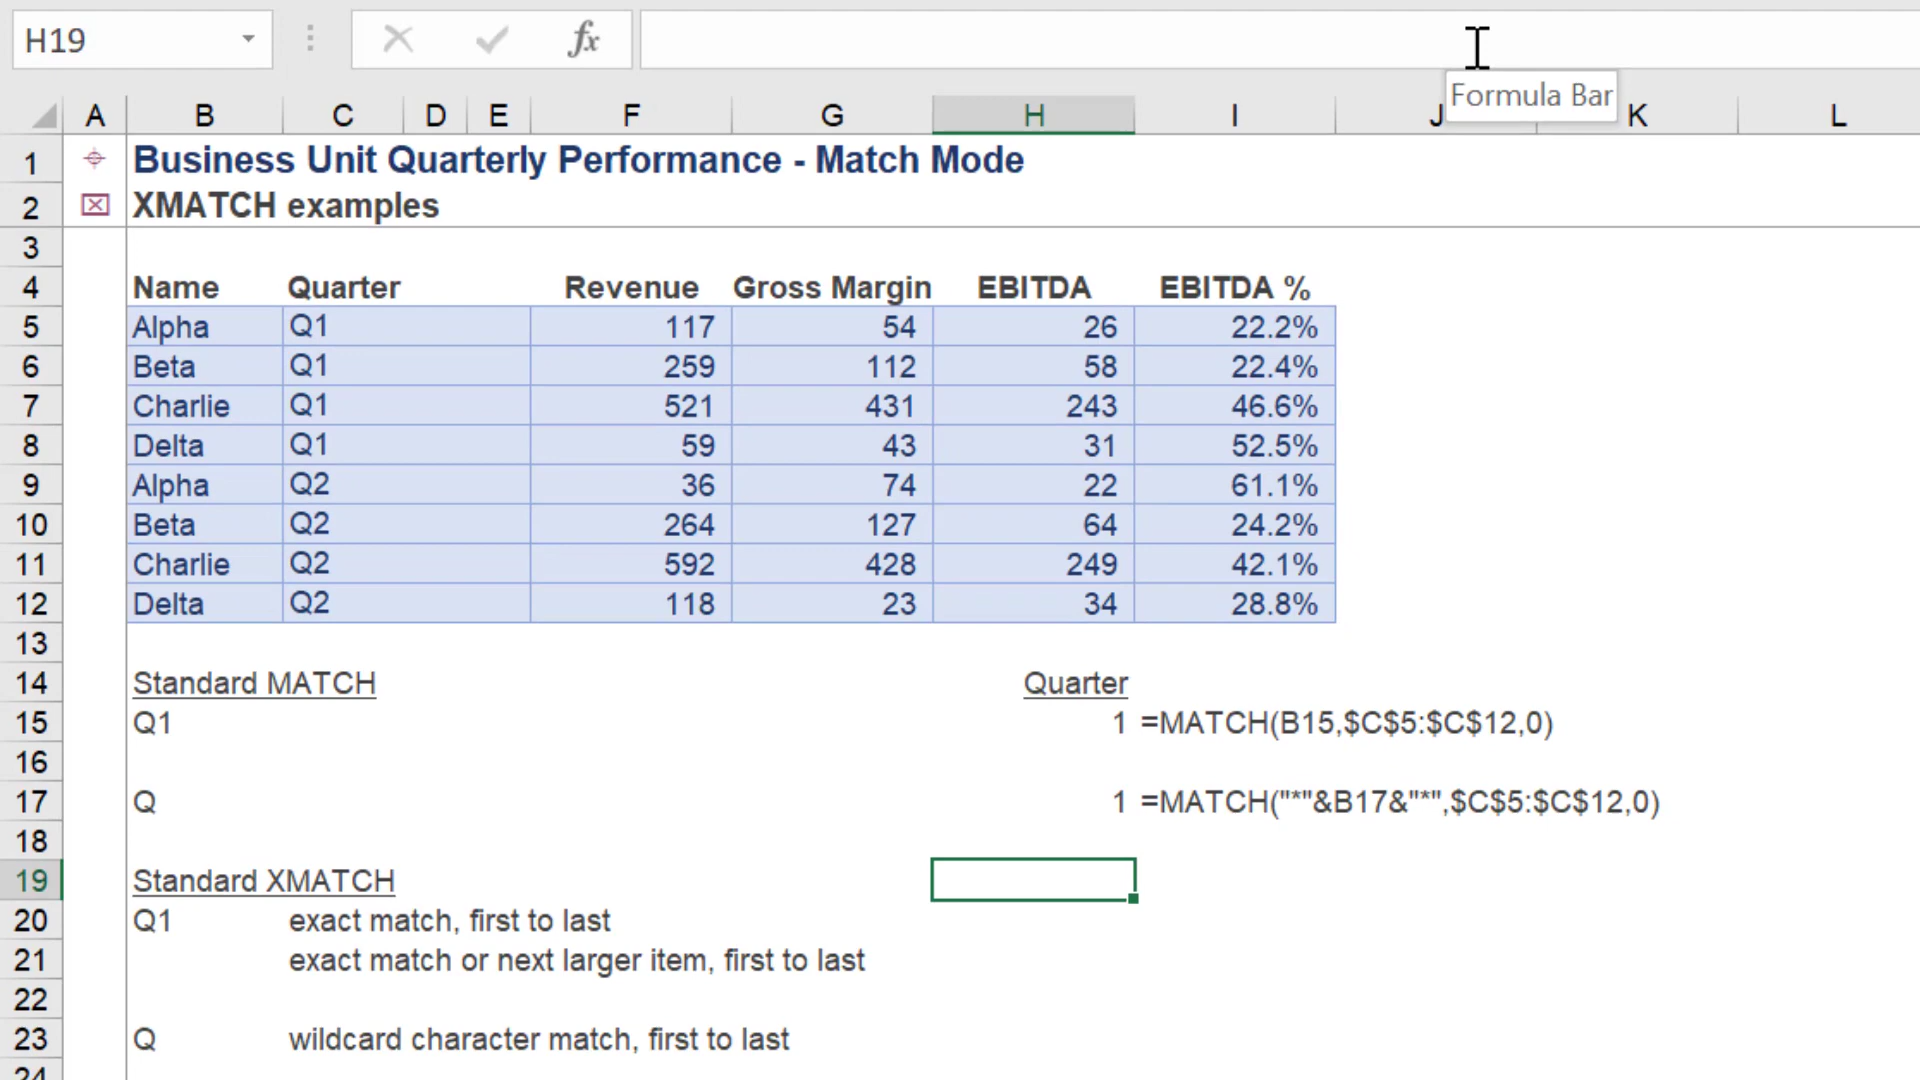 H19 fx
Formula Bar
A B C D E F G H I J K L
1 Business Unit Quarterly Performance - Match Mode
2 XMATCH examples
3
4 Name Quarter Revenue Gross Margin EBITDA EBITDA %
5 Alpha Q1 117 54 26 22.2%
6 Beta Q1 259 112 58 22.4%
7 Charlie Q1 521 431 243 46.6%
8 Delta Q1 59 43 31 52.5%
9 Alpha Q2 36 74 22 61.1%
10 Beta Q2 264 127 64 24.2%
11 Charlie Q2 592 428 249 42.1%
12 Delta Q2 118 23 34 28.8%
13
14 Standard MATCH Quarter
15 Q1 1 =MATCH(B15,$C$5:$C$12,0)
16
17 Q 1 =MATCH("*"&B17&"*",$C$5:$C$12,0)
18
19 Standard XMATCH
20 Q1 exact match, first to last
21 exact match or next larger item, first to last
22
23 Q wildcard character match, first to last
24